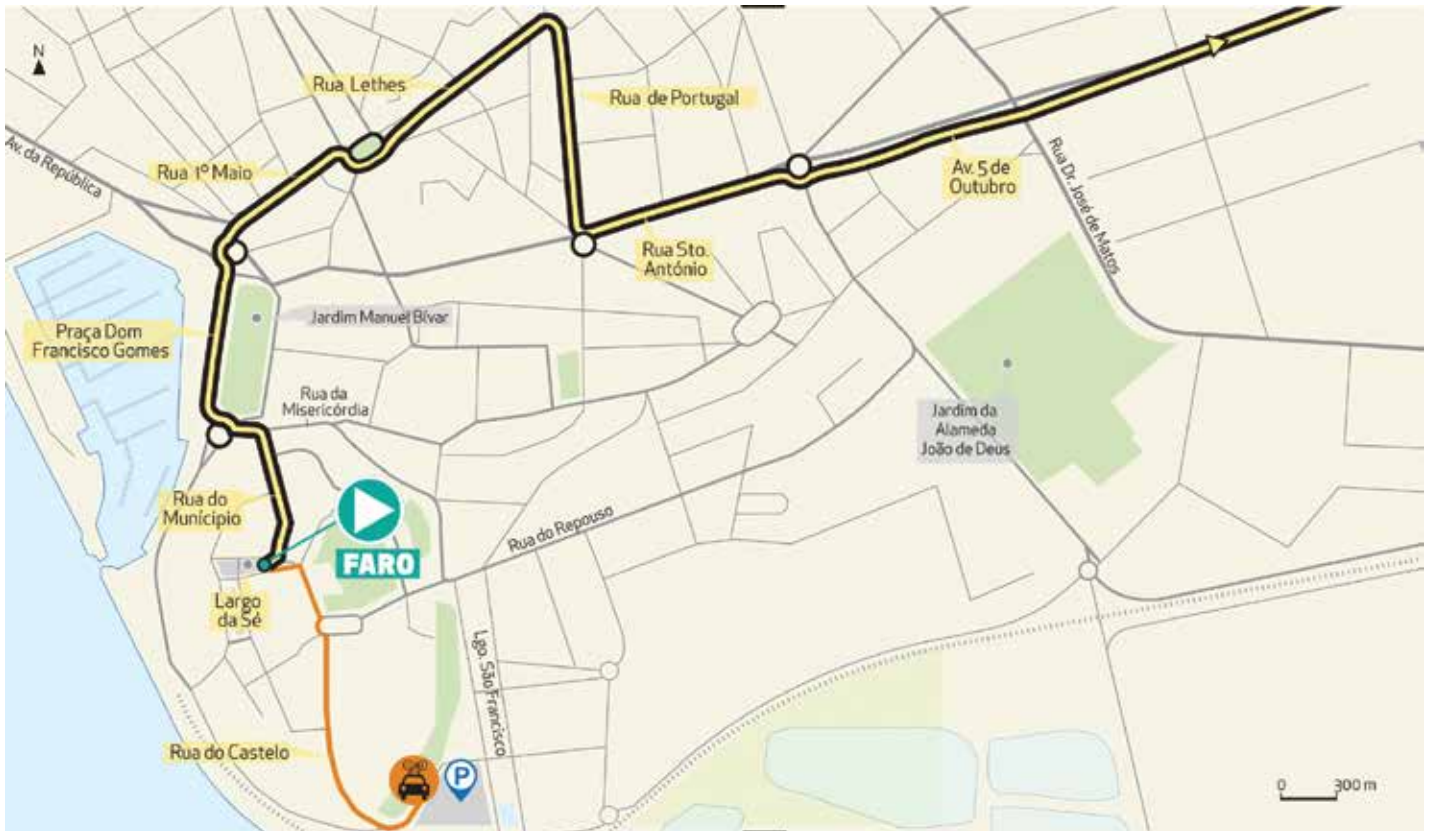 N
Rua Lethes
Rua de Portugal
Av. da República
Rua 1º Maio
Av. 5 de
Outubro
Rua Dr. José de Matos
Rua Sto.
António
Jardim Manuel Bívar
Praça Dom
Francisco Gomes
Rua da
Misericórdia
Jardim da
Alameda
João de Deus
Rua do
Munícipio
FARO
Rua do Repouso
Largo
da Sé
Lgo. São Francisco
Rua do Castelo
P
0 300 m